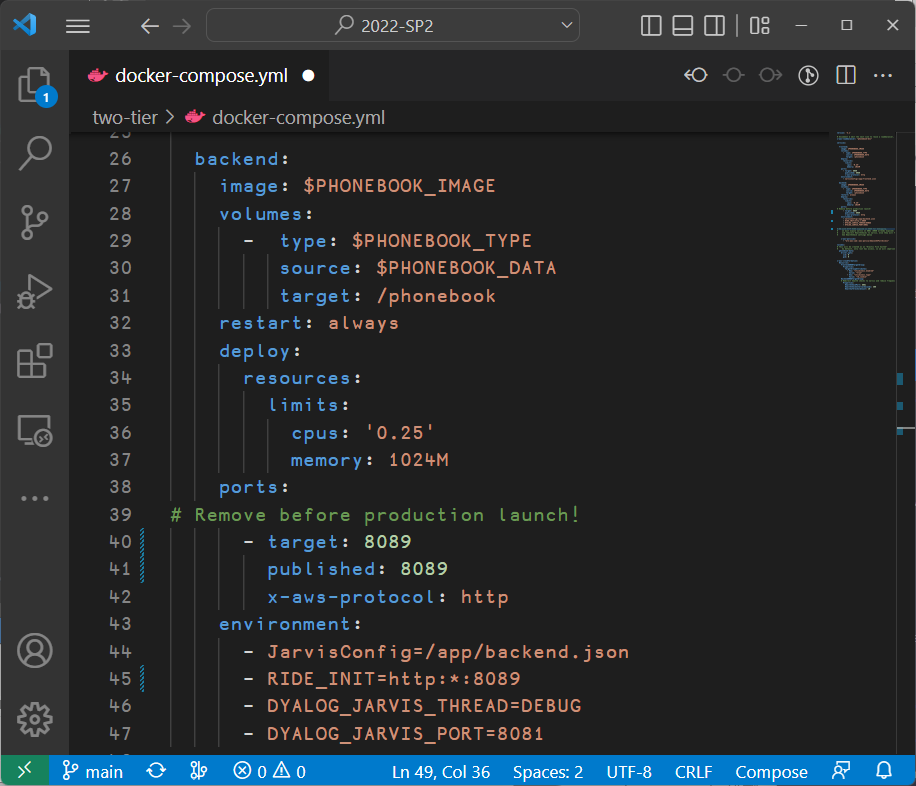 2022-SP2
docker-compose.yml
1
two-tier > docker-compose.yml
25
26 backend:
27 image: $PHONEBOOK_IMAGE
28 volumes:
29 - type: $PHONEBOOK_TYPE
30 source: $PHONEBOOK_DATA
31 target: /phonebook
32 restart: always
33 deploy:
34 resources:
35 limits:
36 cpus: '0.25'
37 memory: 1024M
38 ports:
39 # Remove before production launch!
40 - target: 8089
41 published: 8089
42 x-aws-protocol: http
43 environment:
44 - JarvisConfig=/app/backend.json
45 - RIDE_INIT=http:*:8089
46 - DYALOG_JARVIS_THREAD=DEBUG
47 - DYALOG_JARVIS_PORT=8081
main 0 0 Ln 49, Col 36 Spaces: 2 UTF-8 CRLF Compose